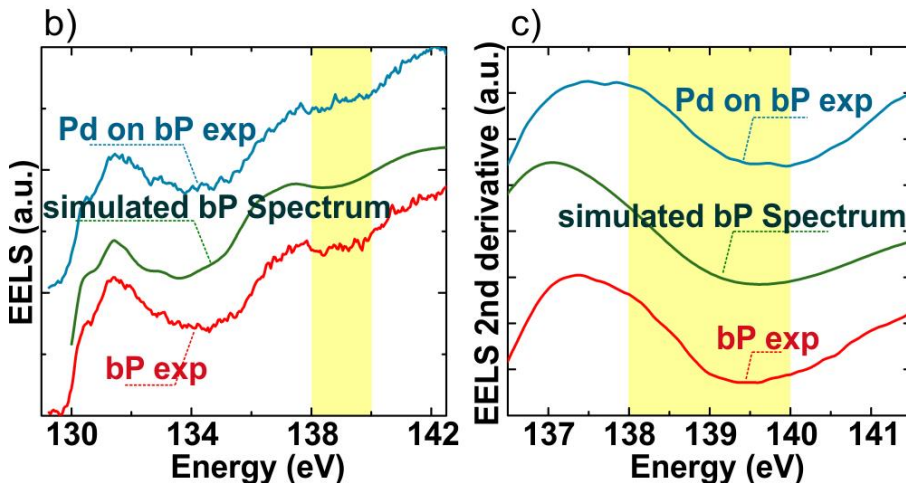 b)
EELS (a.u.)
Pd on bP exp
simulated bP Spectrum
bP exp
130 134 138 142
Energy (eV)
c)
EELS 2nd derivative (a.u.)
Pd on bP exp
simulated bP Spectrum
bP exp
137 138 139 140 141
Energy (eV)